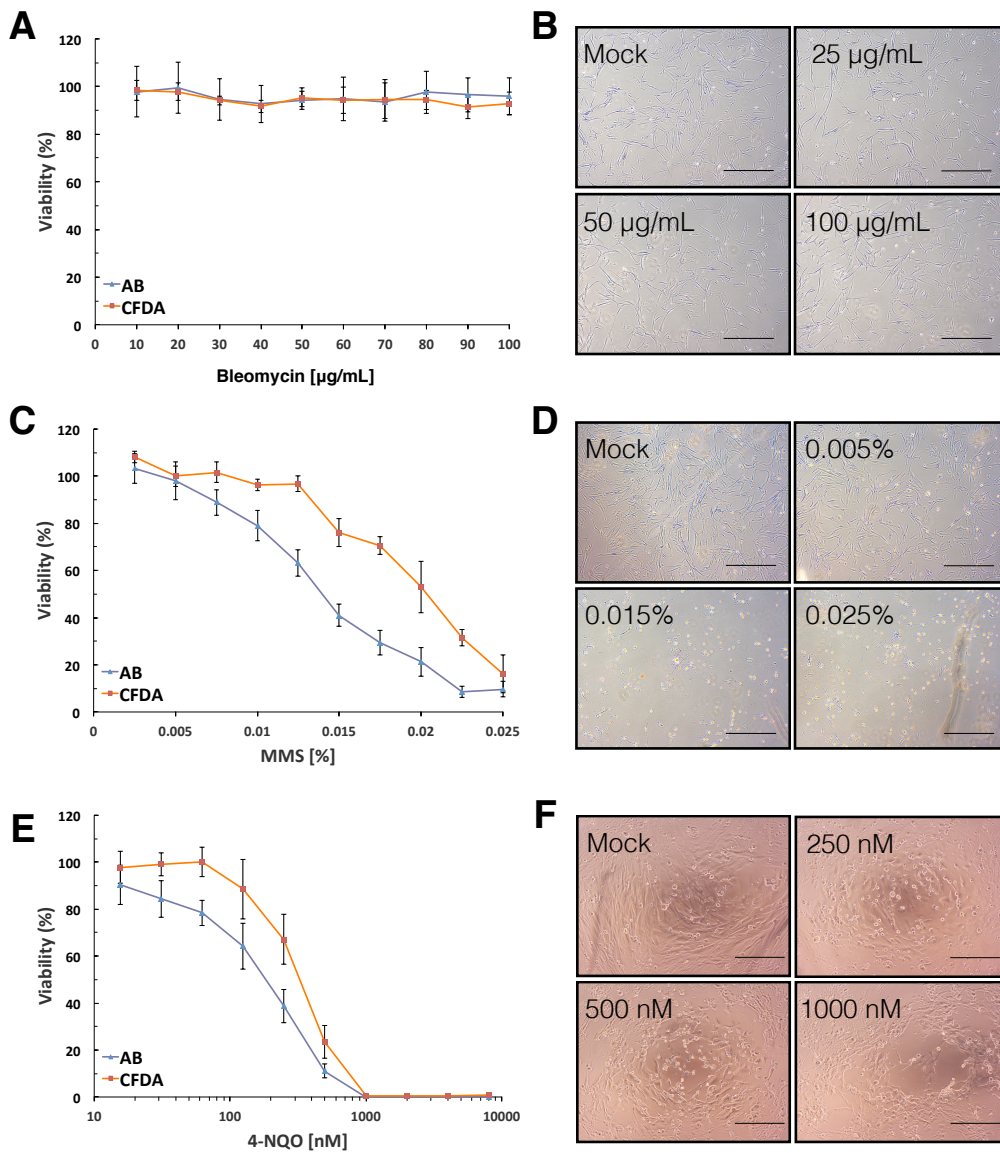 A
120
100
80
60
40
20
0
Viability (%)
AB
CFDA
0 10 20 30 40 50 60 70 80 90 100
Bleomycin [µg/mL]
B
Mock
25 µg/mL
50 µg/mL
100 µg/mL
C
120
100
80
60
40
20
0
Viability (%)
AB
CFDA
0 0.005 0.01 0.015 0.02 0.025
MMS [%]
D
Mock
0.005%
0.015%
0.025%
E
120
100
80
60
40
20
0
Viability (%)
AB
CFDA
10 100 1000 10000
4-NQO [nM]
F
Mock
250 nM
500 nM
1000 nM